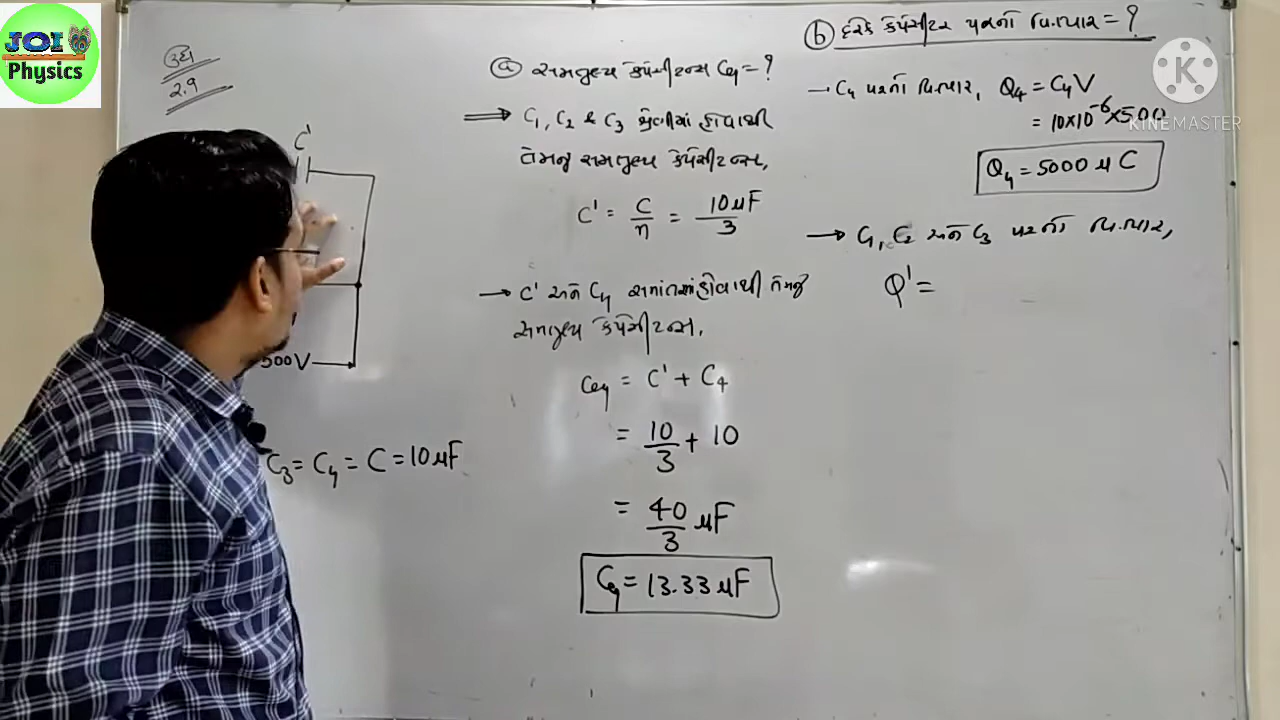 JOI
Physics
ઉદા
2.9
C'
500V
C₃ = C₄ = C = 10 μF
ⓐ સમતુલ્ય કેપેસીટન્સ Ceq = ?
⟹ C₁, C₂ & C₃ શ્રેણીમાં હોવાથી
તેમનુ સમતુલ્ય કેપેસીટન્સ,
C' = C/n = 10μF/3
→ C' અને C₄ સમાંતરમાં હોવાથી તેમનુ
સમતુલ્ય કેપેસીટન્સ,
Ceq = C' + C₄
= 10/3 + 10
= 40/3 μF
Ceq = 13.33 μF
ⓑ દરેક કેપેસીટર પરનો વિદ્યુતભાર = ?
→ C₄ પરનો વિદ્યુતભાર, Q₄ = C₄V
= 10×10⁻⁶×500
Q₄ = 5000 μC
→ C₁, C₂ અને C₃ પરનો વિદ્યુતભાર,
Q' =
K
KINEMASTER